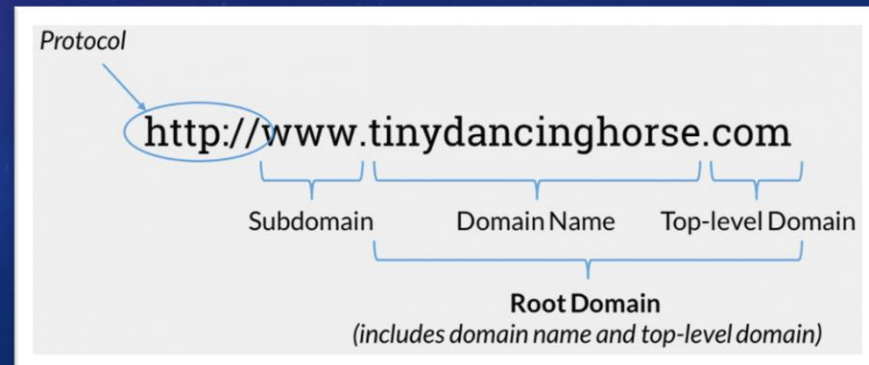 Protocol
http://www.tinydancinghorse.com
Subdomain Domain Name Top-level Domain
Root Domain
(includes domain name and top-level domain)